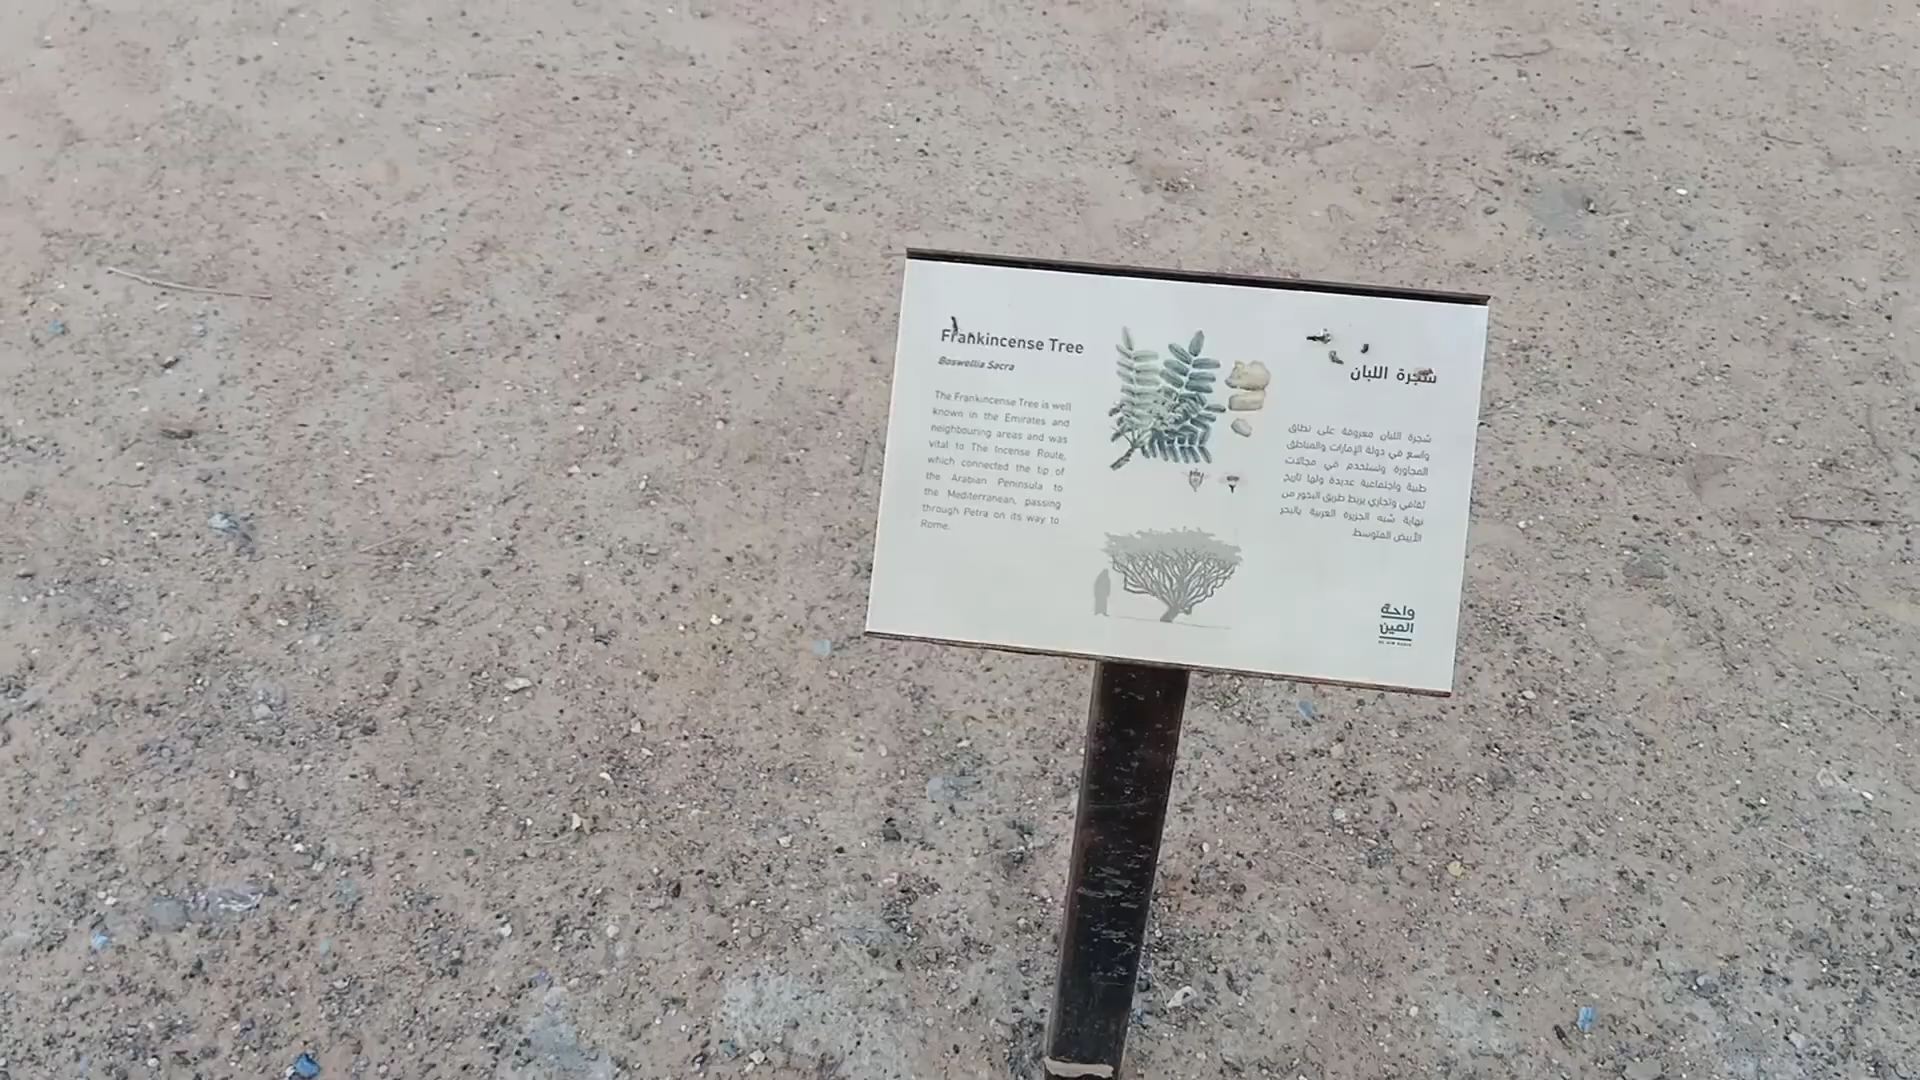 Frankincense Tree
Boswellia Sacra
The Frankincense Tree is well
known in the Emirates and
neighbouring areas and was
vital to The Incense Route,
which connected the tip of
the Arabian Peninsula to
the Mediterranean, passing
through Petra on its way to
Rome.
شجرة اللبان
شجرة اللبان معروفة على نطاق
واسع في دولة الإمارات والمناطق
المجاورة وتستخدم في مجالات
طبية واجتماعية عديدة ولها تاريخ
ثقافي وتجاري يربط طريق البخور من
نهاية شبه الجزيرة العربية بالبحر
الأبيض المتوسط.
واحة
العين
AL AIN OASIS